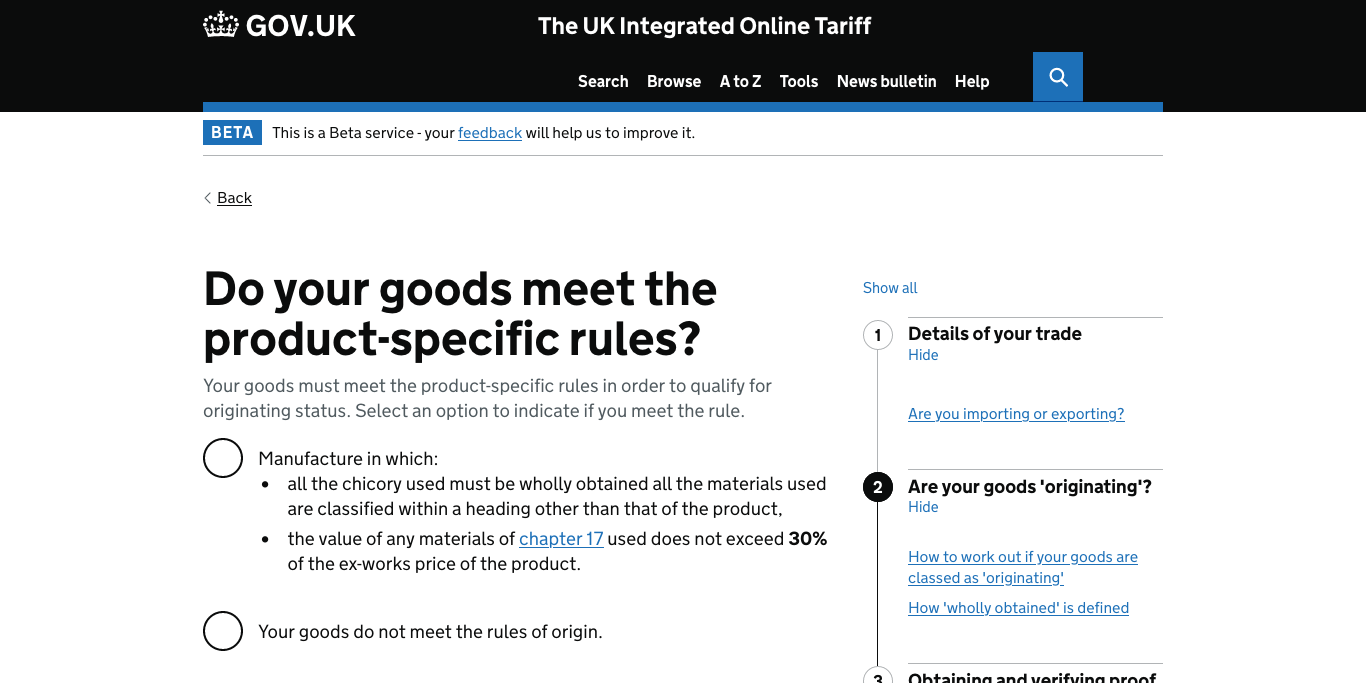 GOV.UK
The UK Integrated Online Tariff
Search Browse A to Z Tools News bulletin Help
BETA This is a Beta service - your feedback will help us to improve it.
Back
Do your goods meet the
product-specific rules?
Your goods must meet the product-specific rules in order to qualify for
originating status. Select an option to indicate if you meet the rule.
Manufacture in which:
• all the chicory used must be wholly obtained all the materials used
are classified within a heading other than that of the product,
• the value of any materials of chapter 17 used does not exceed 30%
of the ex-works price of the product.
Your goods do not meet the rules of origin.
Show all
1 Details of your trade
Hide
Are you importing or exporting?
2 Are your goods 'originating'?
Hide
How to work out if your goods are
classed as 'originating'
How 'wholly obtained' is defined
3 Obtaining and verifying proof